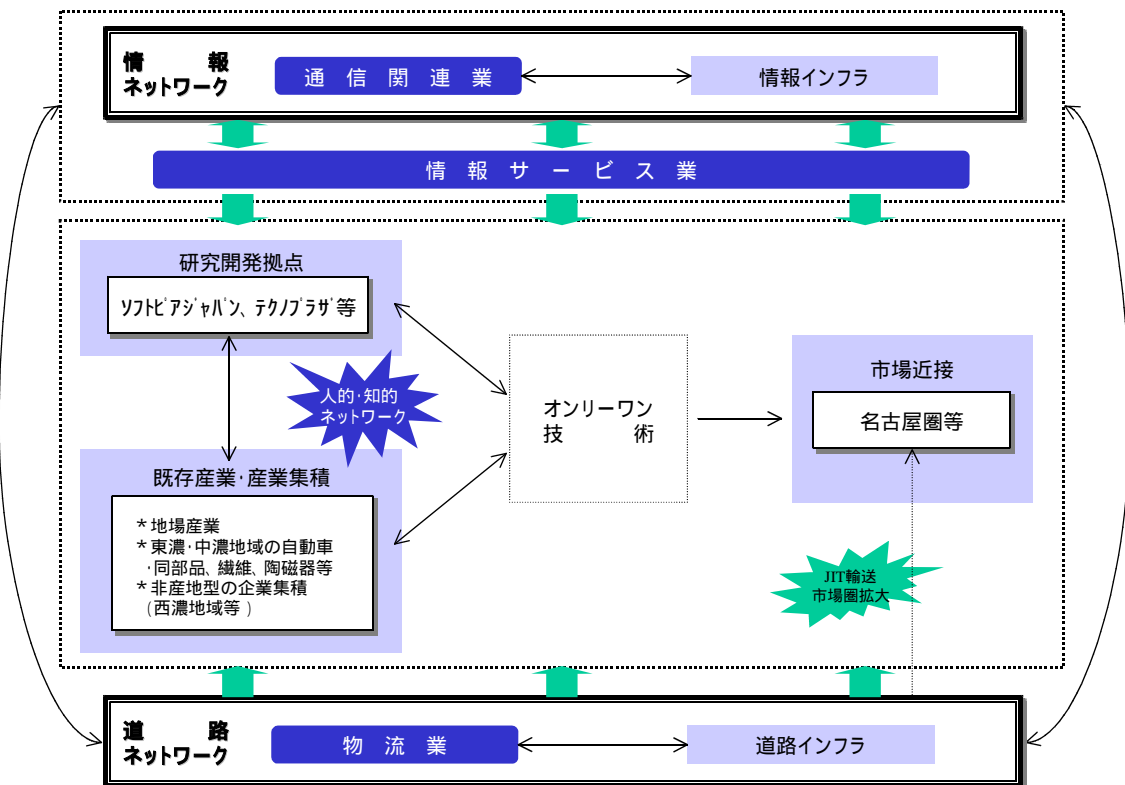 情報
ネットワーク
通信関連業
情報インフラ
情報サービス業
研究開発拠点
ｿﾌﾄﾋﾟｱｼﾞｬﾊﾟﾝ、ﾃｸﾉﾌﾟﾗｻﾞ等
人的･知的
ネットワーク
オンリーワン
技術
市場近接
名古屋圏等
既存産業･産業集積
＊地場産業
＊東濃･中濃地域の自動車
･同部品、繊維、陶磁器等
＊非産地型の企業集積
(西濃地域等)
JIT輸送
市場圏拡大
道路
ネットワーク
物流業
道路インフラ